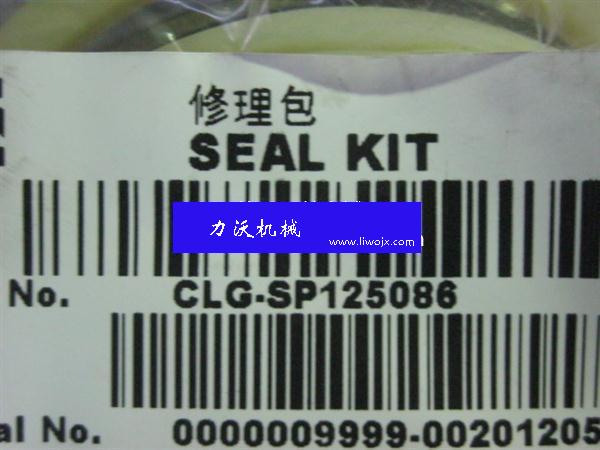 修理包
SEAL KIT
力沃机械
www.liwojx.com
No. CLG-SP125086
al No. 0000009999-00201205